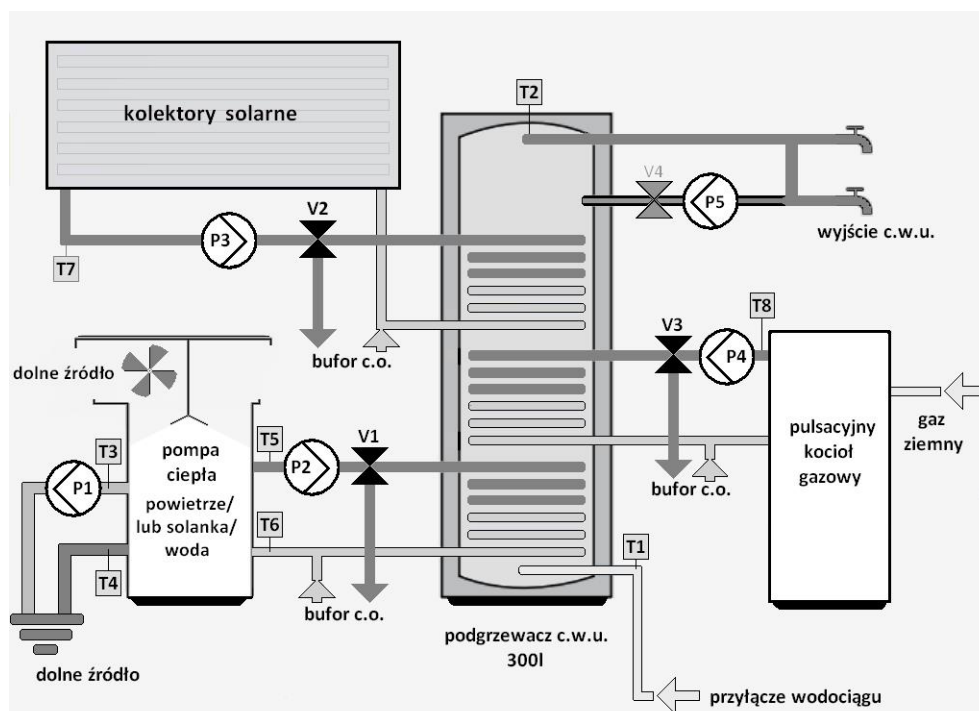 kolektory solarne
T2
V4
P5
wyjście c.w.u.
V2
P3
T7
bufor c.o.
dolne źródło
V3
T8
P4
pulsacyjny
kocioł
gazowy
gaz
ziemny
bufor c.o.
pompa
ciepła
powietrze/
lub solanka/
woda
T5
P2
V1
T3
P1
T6
T4
bufor c.o.
T1
dolne źródło
podgrzewacz c.w.u.
300l
przyłącze wodociągu